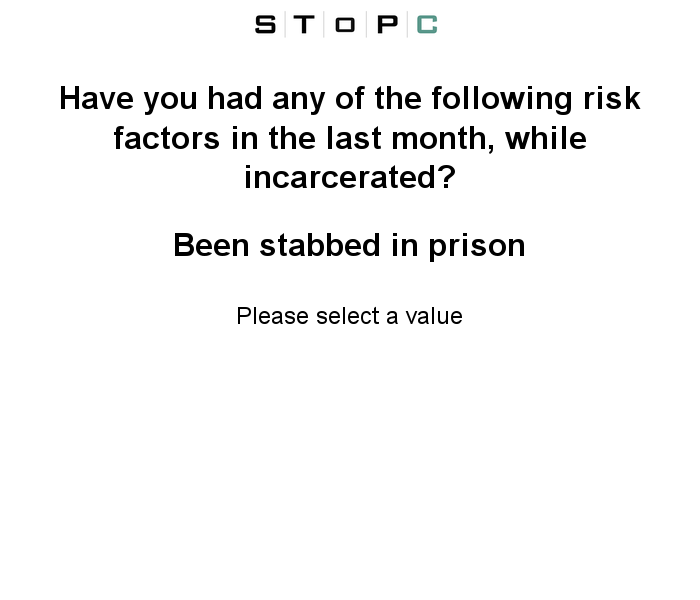 STOPC
Have you had any of the following risk
factors in the last month, while
incarcerated?
Been stabbed in prison
Please select a value